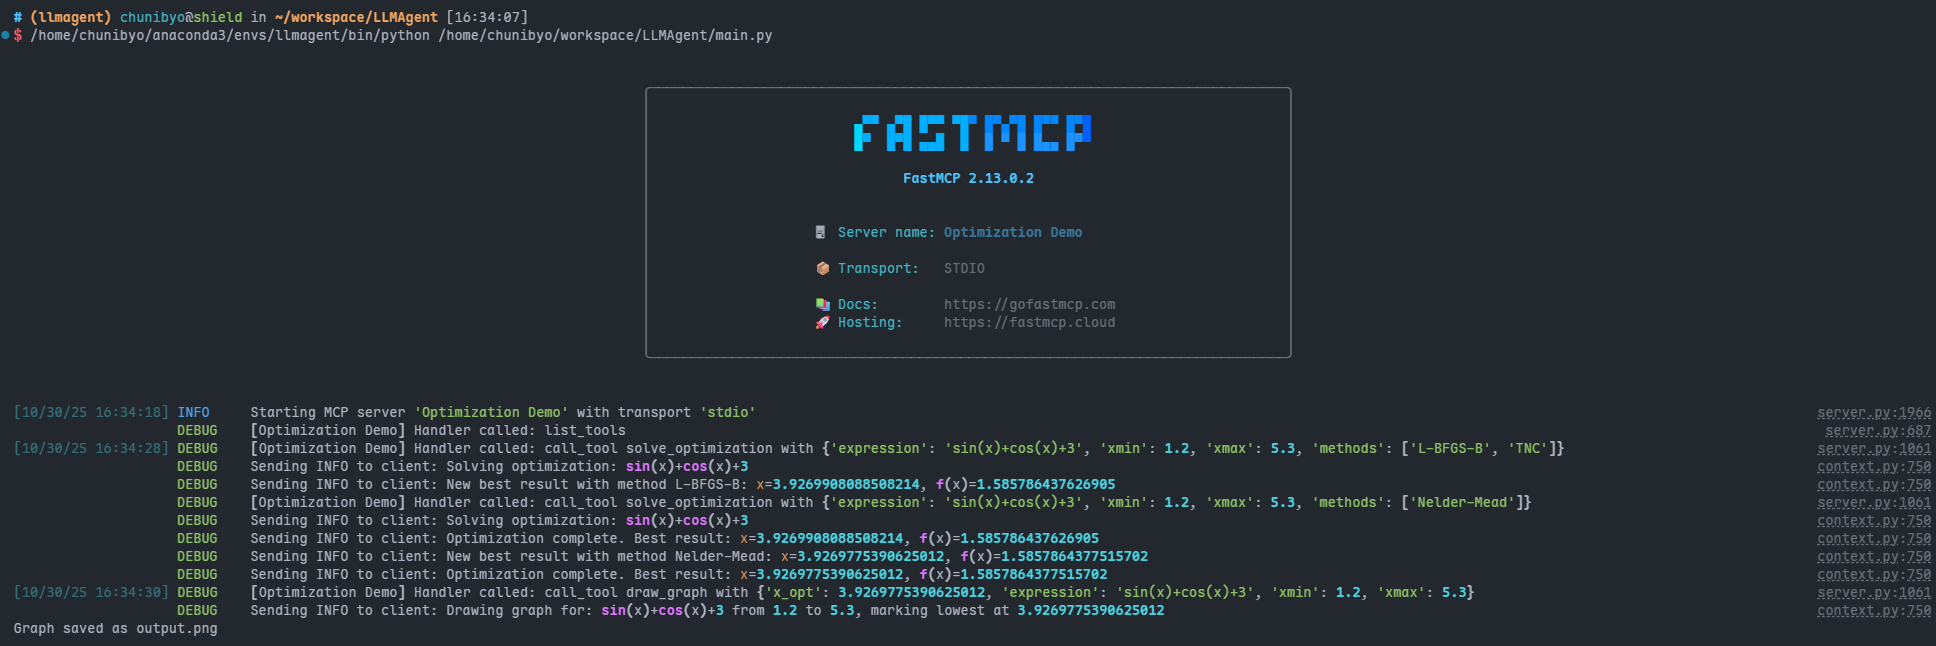 # (llmagent) chunibyo@shield in ~/workspace/LLMAgent [16:34:07]
$ /home/chunibyo/anaconda3/envs/llmagent/bin/python /home/chunibyo/workspace/LLMAgent/main.py
FASTMCP
FastMCP 2.13.0.2
Server name: Optimization Demo
Transport: STDIO
Docs: https://gofastmcp.com
Hosting: https://fastmcp.cloud
[10/30/25 16:34:18] INFO Starting MCP server 'Optimization Demo' with transport 'stdio' server.py:1966
DEBUG [Optimization Demo] Handler called: list_tools server.py:687
[10/30/25 16:34:28] DEBUG [Optimization Demo] Handler called: call_tool solve_optimization with {'expression': 'sin(x)+cos(x)+3', 'xmin': 1.2, 'xmax': 5.3, 'methods': ['L-BFGS-B', 'TNC']} server.py:1061
DEBUG Sending INFO to client: Solving optimization: sin(x)+cos(x)+3 context.py:750
DEBUG Sending INFO to client: New best result with method L-BFGS-B: x=3.9269908088508214, f(x)=1.585786437626905 context.py:750
DEBUG [Optimization Demo] Handler called: call_tool solve_optimization with {'expression': 'sin(x)+cos(x)+3', 'xmin': 1.2, 'xmax': 5.3, 'methods': ['Nelder-Mead']} server.py:1061
DEBUG Sending INFO to client: Solving optimization: sin(x)+cos(x)+3 context.py:750
DEBUG Sending INFO to client: Optimization complete. Best result: x=3.9269908088508214, f(x)=1.585786437626905 context.py:750
DEBUG Sending INFO to client: New best result with method Nelder-Mead: x=3.9269775390625012, f(x)=1.5857864377515702 context.py:750
DEBUG Sending INFO to client: Optimization complete. Best result: x=3.9269775390625012, f(x)=1.5857864377515702 context.py:750
[10/30/25 16:34:30] DEBUG [Optimization Demo] Handler called: call_tool draw_graph with {'x_opt': 3.9269775390625012, 'expression': 'sin(x)+cos(x)+3', 'xmin': 1.2, 'xmax': 5.3} server.py:1061
DEBUG Sending INFO to client: Drawing graph for: sin(x)+cos(x)+3 from 1.2 to 5.3, marking lowest at 3.9269775390625012 context.py:750
Graph saved as output.png